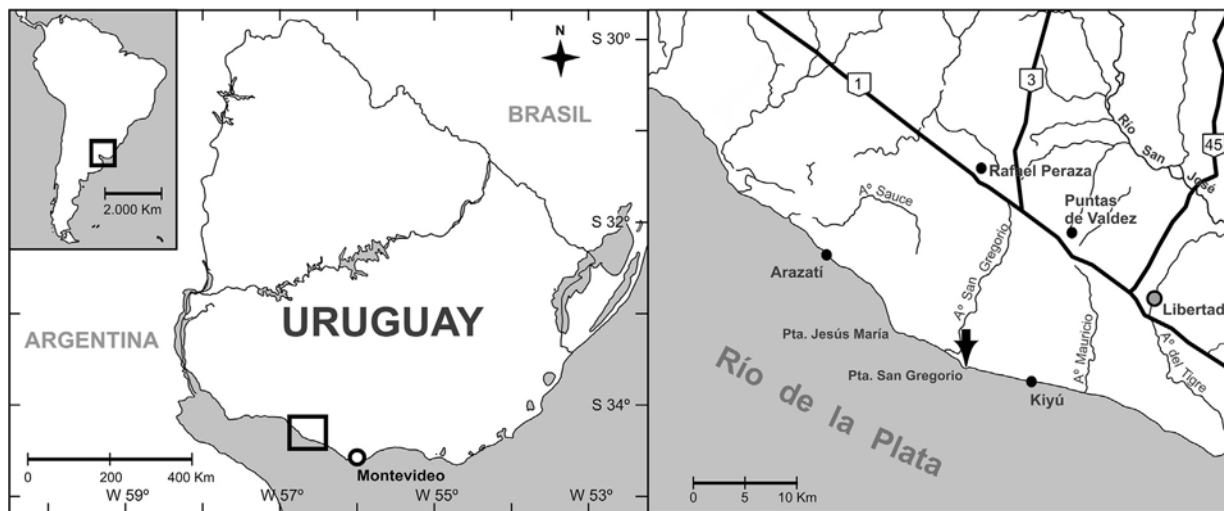 2.000 Km
N
S 30º
BRASIL
S 32º
ARGENTINA
URUGUAY
S 34º
0
200
400 Km
Montevideo
W 59º
W 57º
W 55º
W 53º
1
3
45
Río
San
José
Rafael Peraza
Aº Sauce
Puntas
de Valdez
Arazatí
Aº San Gregorio
Libertad
Pta. Jesús María
Aº Mauricio
Aº del Tigre
Pta. San Gregorio
Kiyú
Río de la Plata
0
5
10 Km